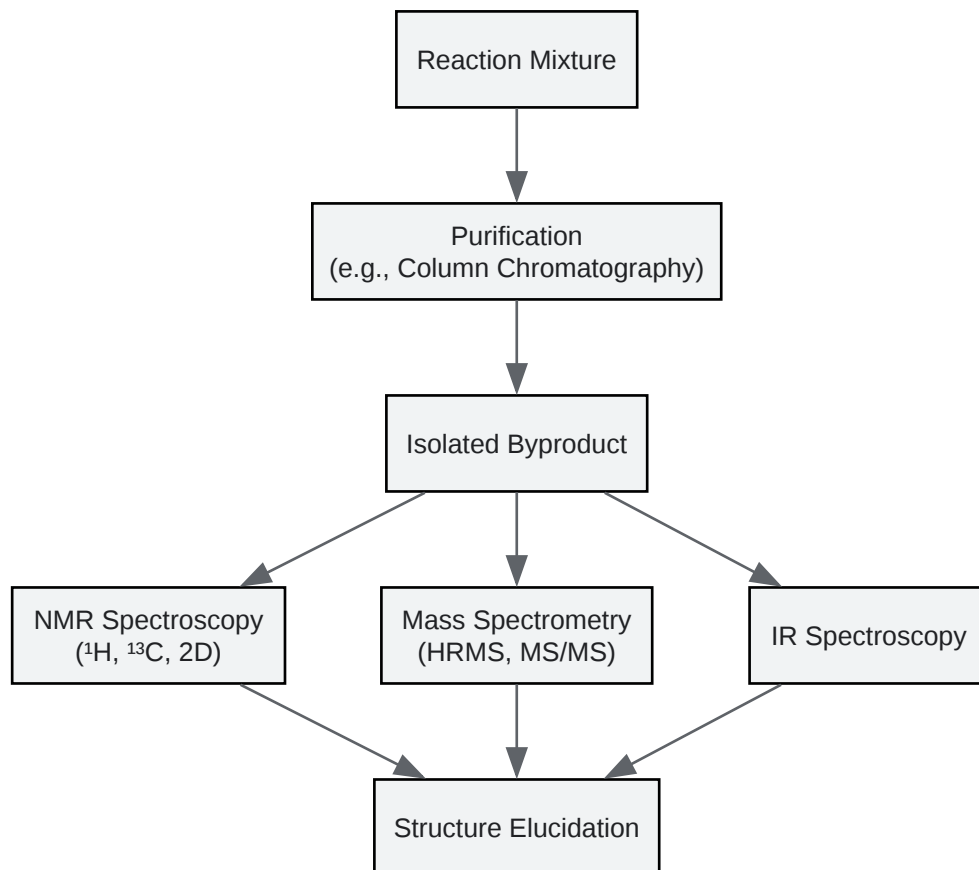 Reaction Mixture
Purification
(e.g., Column Chromatography)
Isolated Byproduct
NMR Spectroscopy
(¹H, ¹³C, 2D)
Mass Spectrometry
(HRMS, MS/MS)
IR Spectroscopy
Structure Elucidation